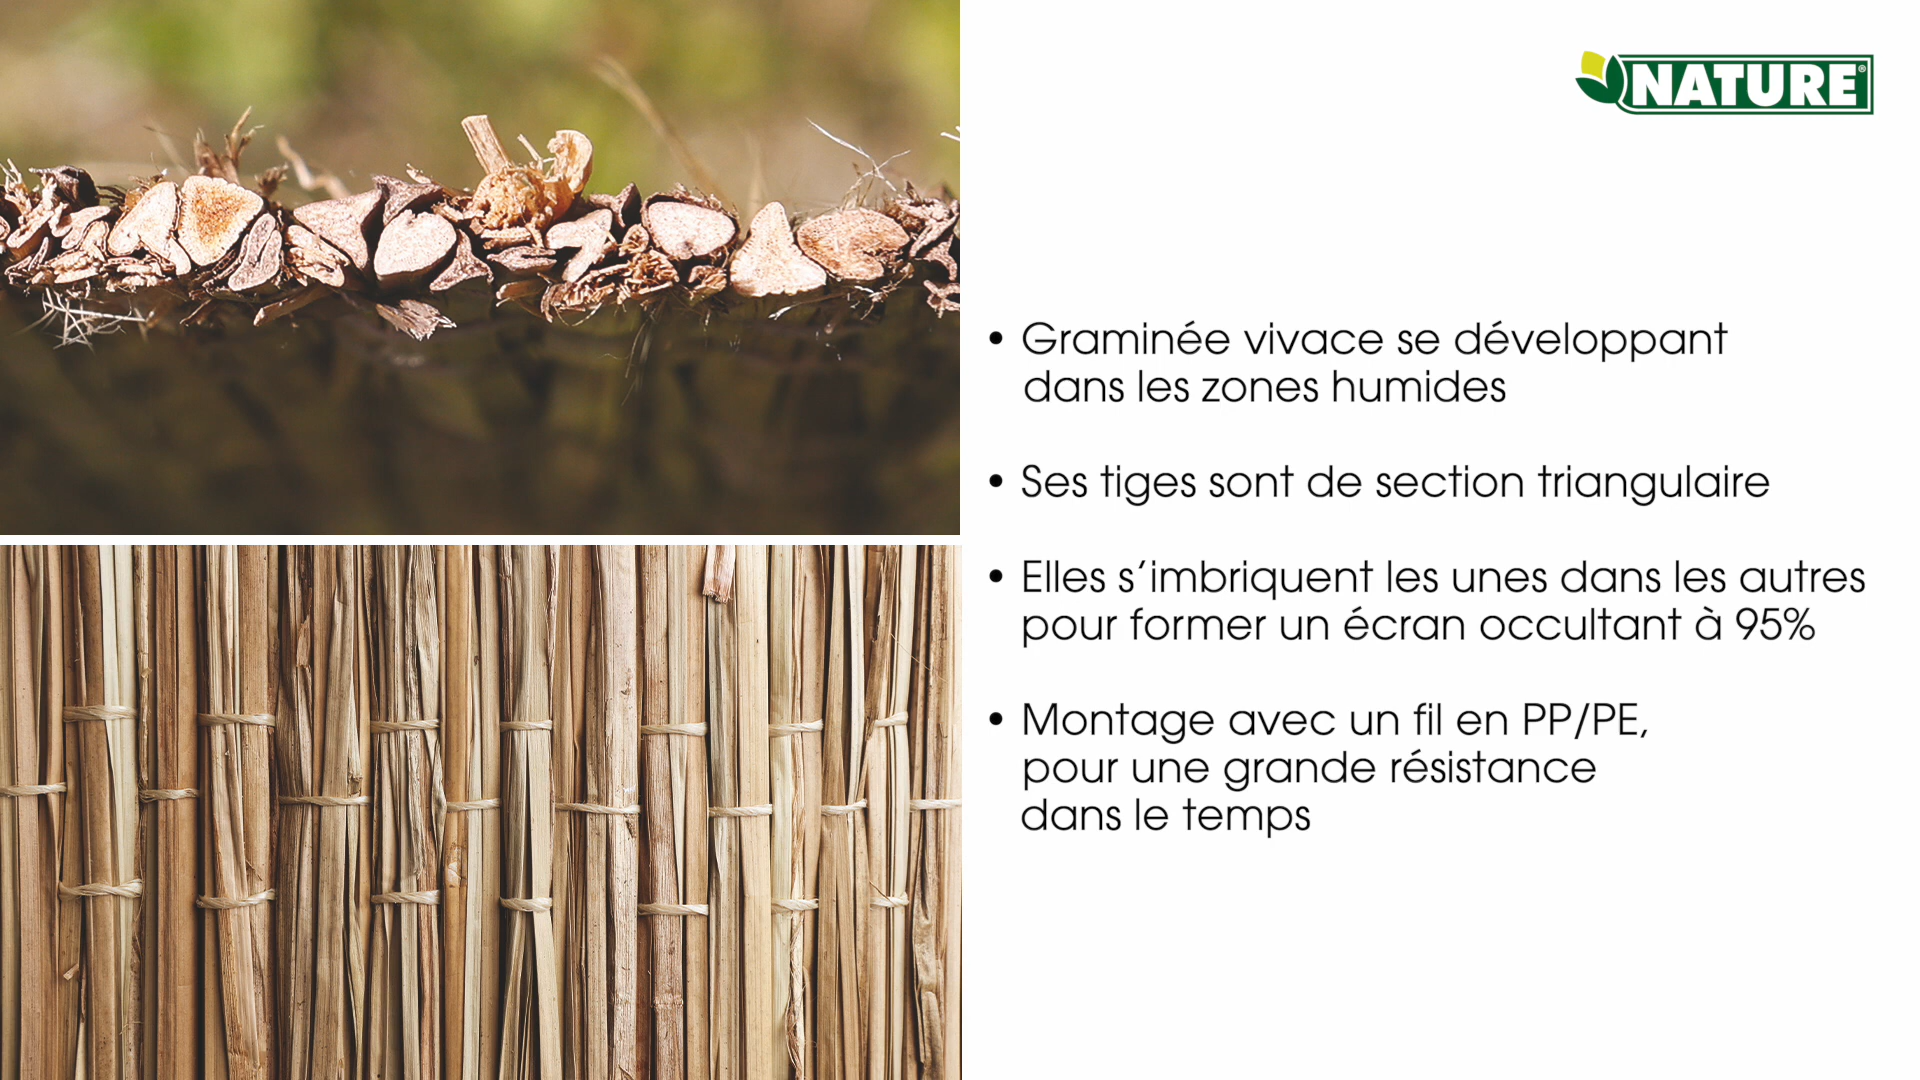 NATURE®
• Graminée vivace se développant
dans les zones humides
• Ses tiges sont de section triangulaire
• Elles s’imbriquent les unes dans les autres
pour former un écran occultant à 95%
• Montage avec un fil en PP/PE,
pour une grande résistance
dans le temps